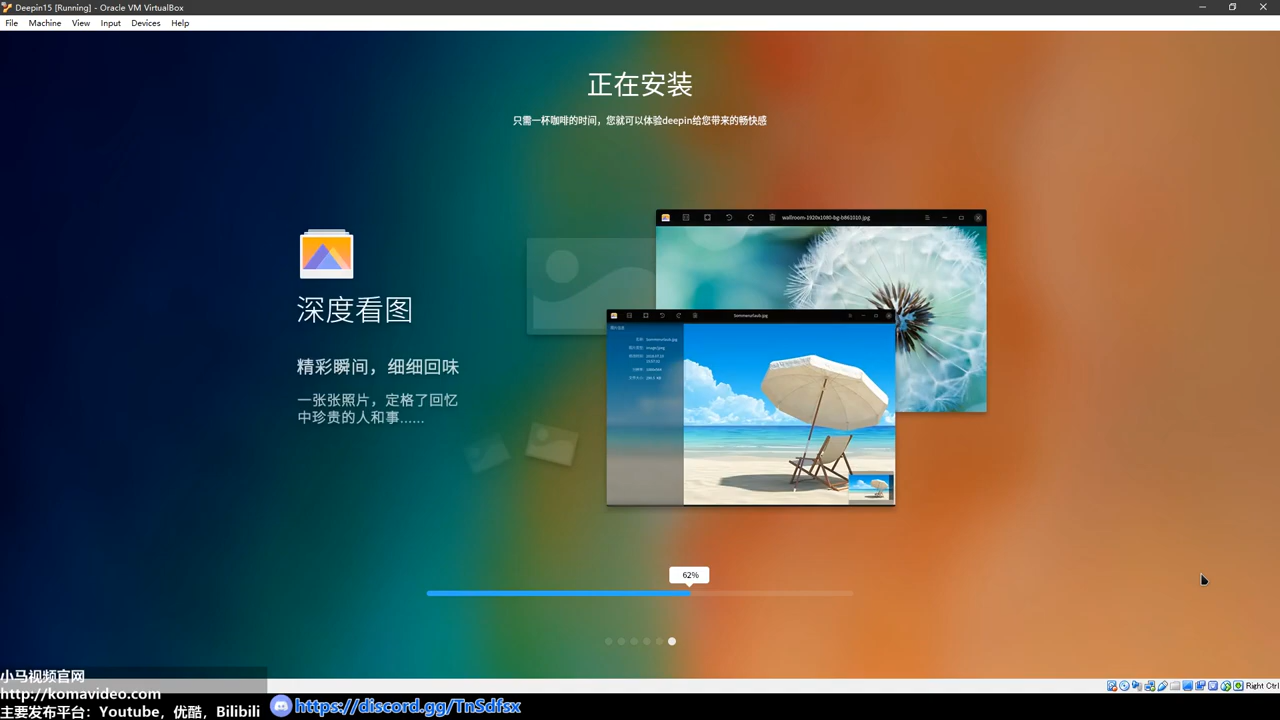 Deepin15 [Running] - Oracle VM VirtualBox
File Machine View Input Devices Help
正在安装
只需一杯咖啡的时间，您就可以体验deepin给您带来的畅快感
wallroom-1920x1080-bg-b861010.jpg
深度看图
精彩瞬间，细细回味
一张张照片，定格了回忆
中珍贵的人和事......
62%
Right Ctrl
小马视频官网
http://komavideo.com
主要发布平台：Youtube，优酷，Bilibili
https://discord.gg/TnSdfsx